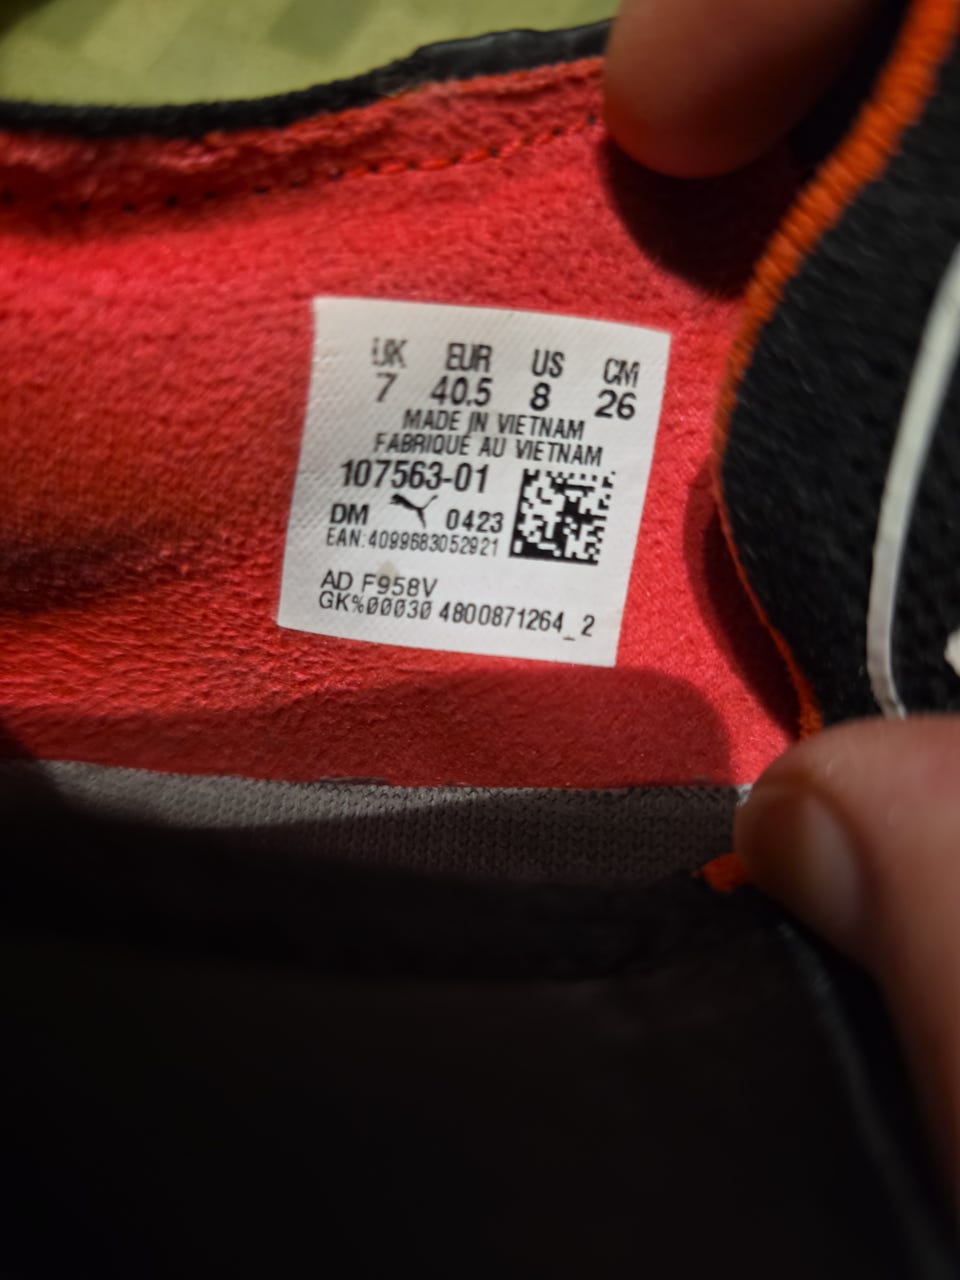 UK EUR US CM
7 40.5 8 26
MADE IN VIETNAM
FABRIQUE AU VIETNAM
107563-01
DM 0423
EAN:4099683052921
AD F958V
GK%00030 4800871264_2